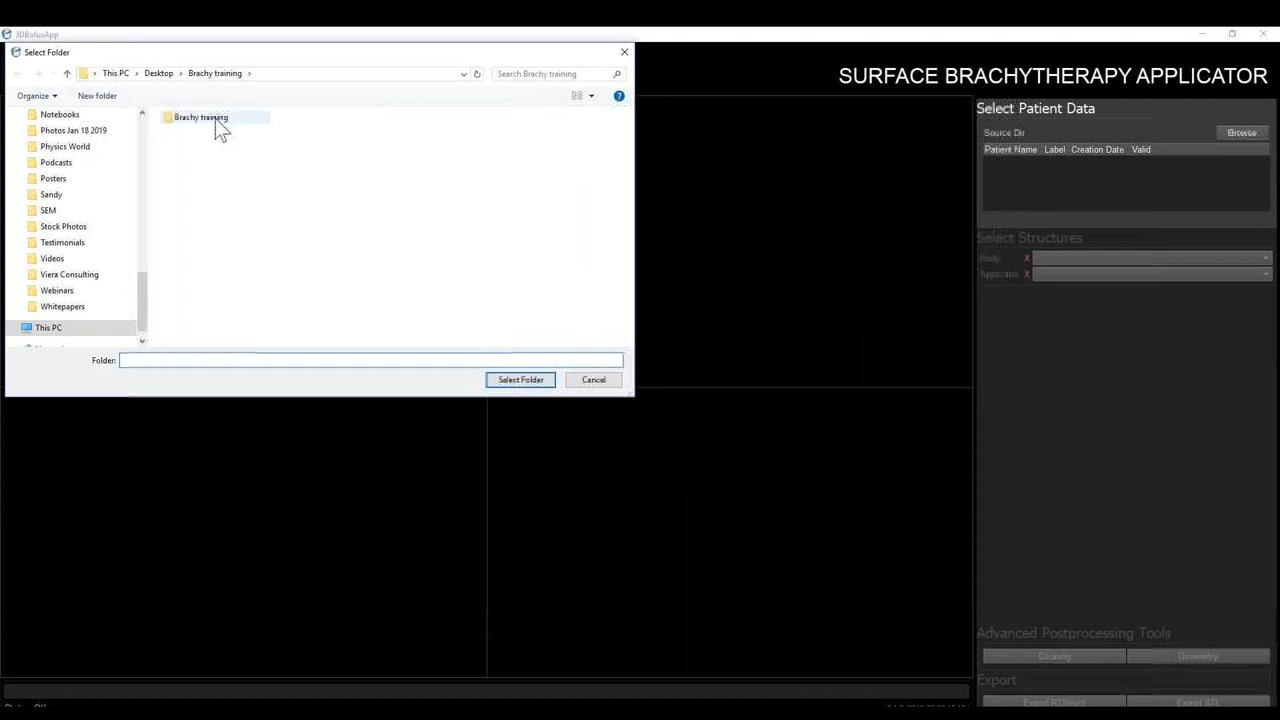 3DBolusApp
Select Folder
This PC
Desktop
Brachy training
Search Brachy training
Organize
New folder
Notebooks
Photos Jan 18 2019
Physics World
Podcasts
Posters
Sandy
SEM
Stock Photos
Testimonials
Videos
Viera Consulting
Webinars
Whitepapers
This PC
Brachy training
Folder:
Select Folder
Cancel
SURFACE BRACHYTHERAPY APPLICATOR
Select Patient Data
Source Dir
Browse
Patient Name Label Creation Date Valid
Select Structures
Body X
Applicator X
Advanced Postprocessing Tools
Cleaning
Geometry
Export
Export RTStruct
Export STL